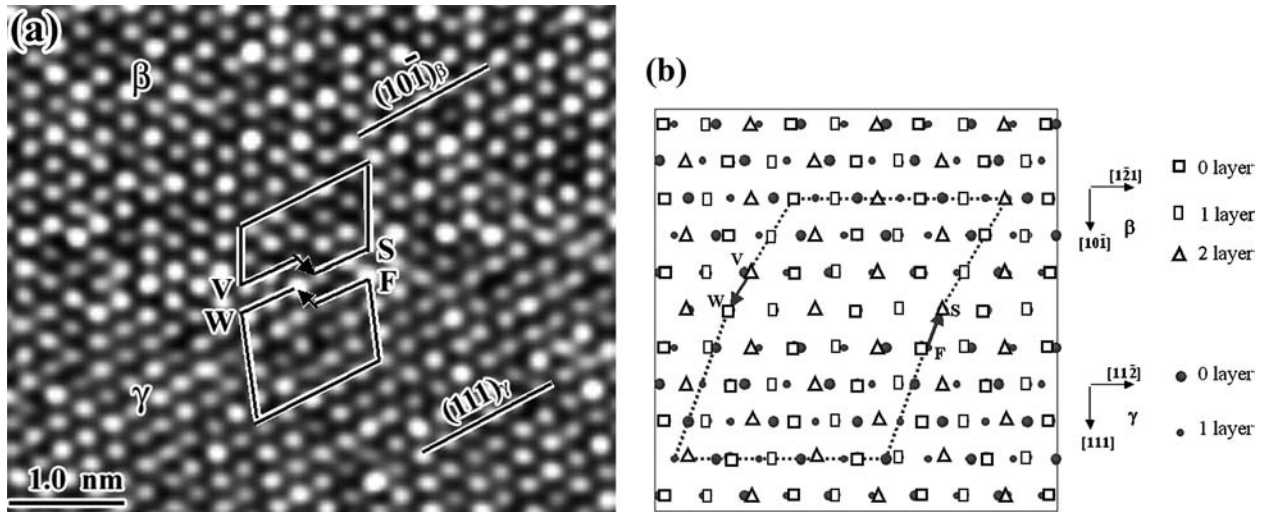 (a)
β
(101̄)β
V
S
W
F
γ
(111)γ
1.0 nm
(b)
[12̄1]
β
[101̄]
0 layer
1 layer
2 layer
V
W
S
F
[112̄]
γ
[111]
0 layer
1 layer